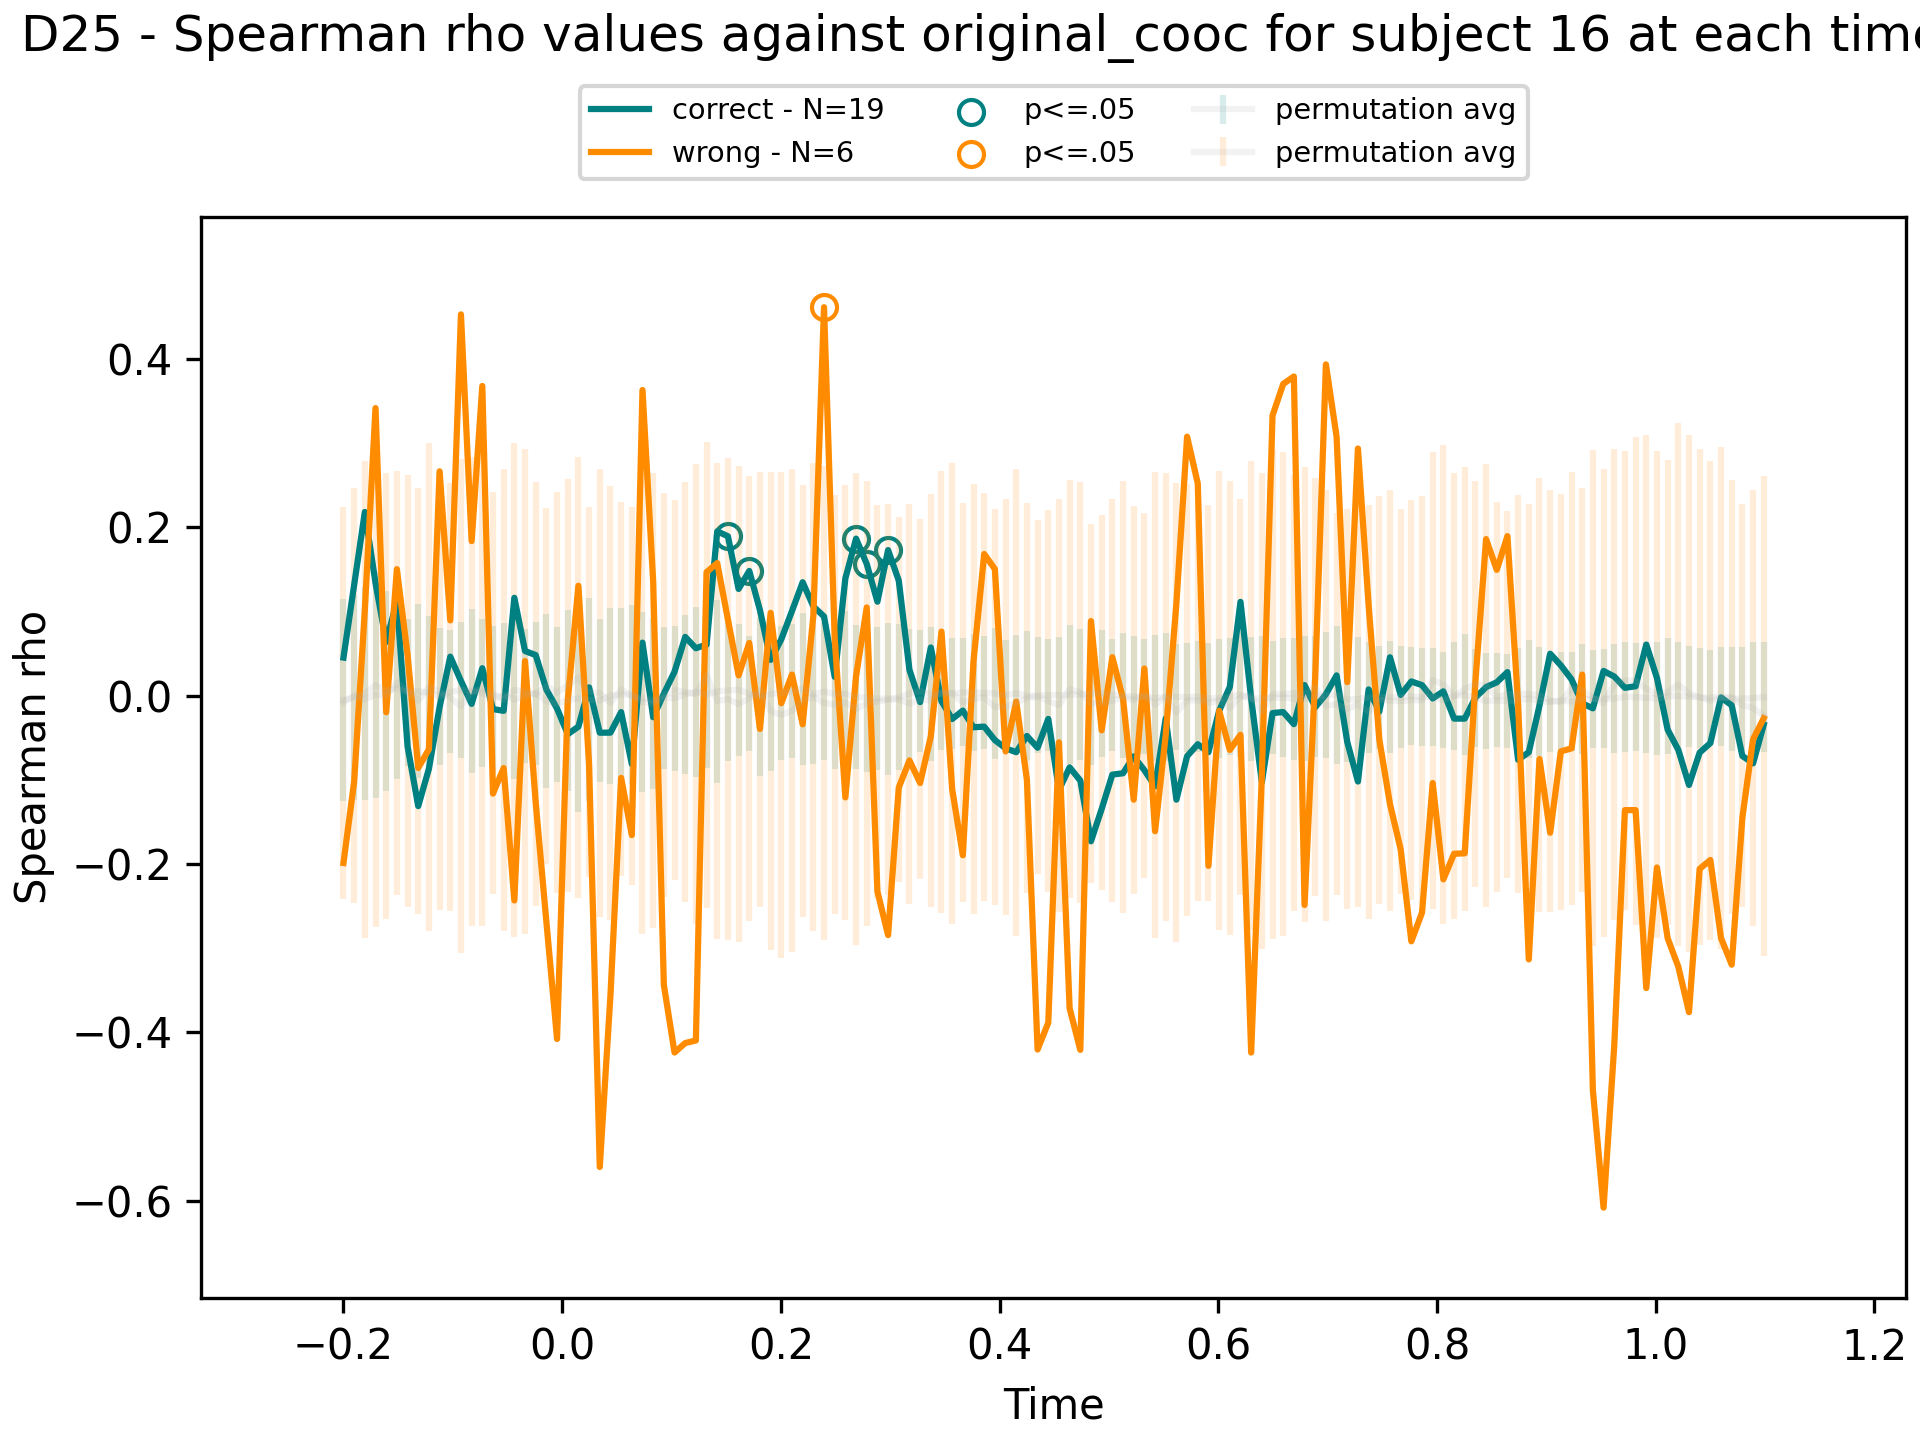 D25 - Spearman rho values against original_cooc for subject 16 at each time
correct - N=19 p<=.05 permutation avg
wrong - N=6 p<=.05 permutation avg
0.4
0.2
0.0
−0.2
−0.4
−0.6
Spearman rho
−0.2 0.0 0.2 0.4 0.6 0.8 1.0 1.2
Time